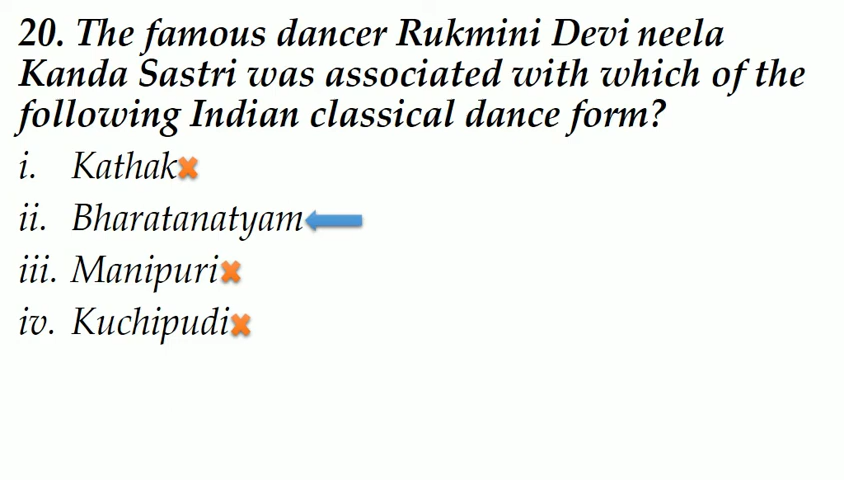 20. The famous dancer Rukmini Devi neela
Kanda Sastri was associated with which of the
following Indian classical dance form?
i. Kathak
ii. Bharatanatyam
iii. Manipuri
iv. Kuchipudi